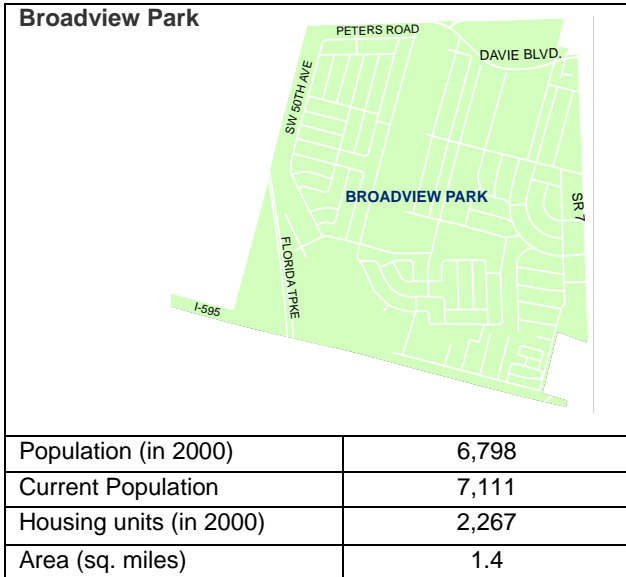 Broadview Park
PETERS ROAD
DAVIE BLVD.
SW 50TH AVE
BROADVIEW PARK
SR 7
FLORIDA TPKE
I-595
Population (in 2000) 6,798
Current Population 7,111
Housing units (in 2000) 2,267
Area (sq. miles) 1.4